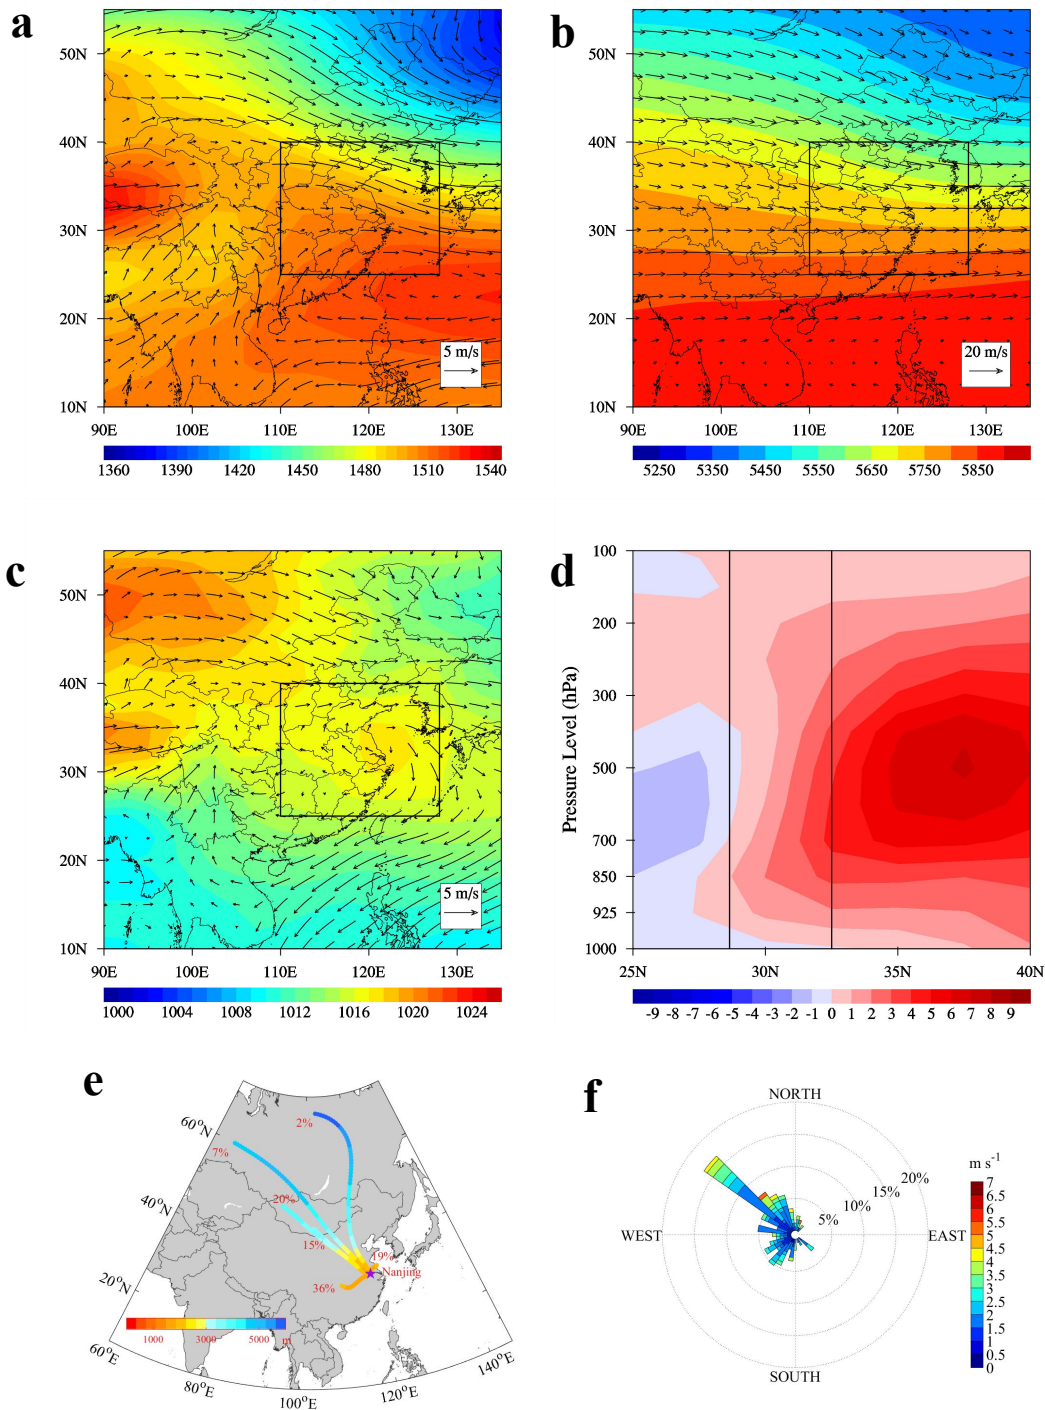 a
50N
40N
30N
20N
10N
5 m/s
90E 100E 110E 120E 130E
1360 1390 1420 1450 1480 1510 1540
b
50N
40N
30N
20N
10N
20 m/s
90E 100E 110E 120E 130E
5250 5350 5450 5550 5650 5750 5850
c
50N
40N
30N
20N
10N
5 m/s
90E 100E 110E 120E 130E
1000 1004 1008 1012 1016 1020 1024
d
Pressure Level (hPa)
100
200
300
500
700
850
925
1000
25N 30N 35N 40N
-9 -8 -7 -6 -5 -4 -3 -2 -1 0 1 2 3 4 5 6 7 8 9
e
60°N
40°N
20°N
2%
7%
20%
15%
19%
Nanjing
36%
1000 3000 5000 m
60°E 80°E 100°E 120°E 140°E
f
NORTH
WEST
EAST
SOUTH
5% 10% 15% 20%
m s⁻¹
7
6.5
6
5.5
5
4.5
4
3.5
3
2.5
2
1.5
1
0.5
0